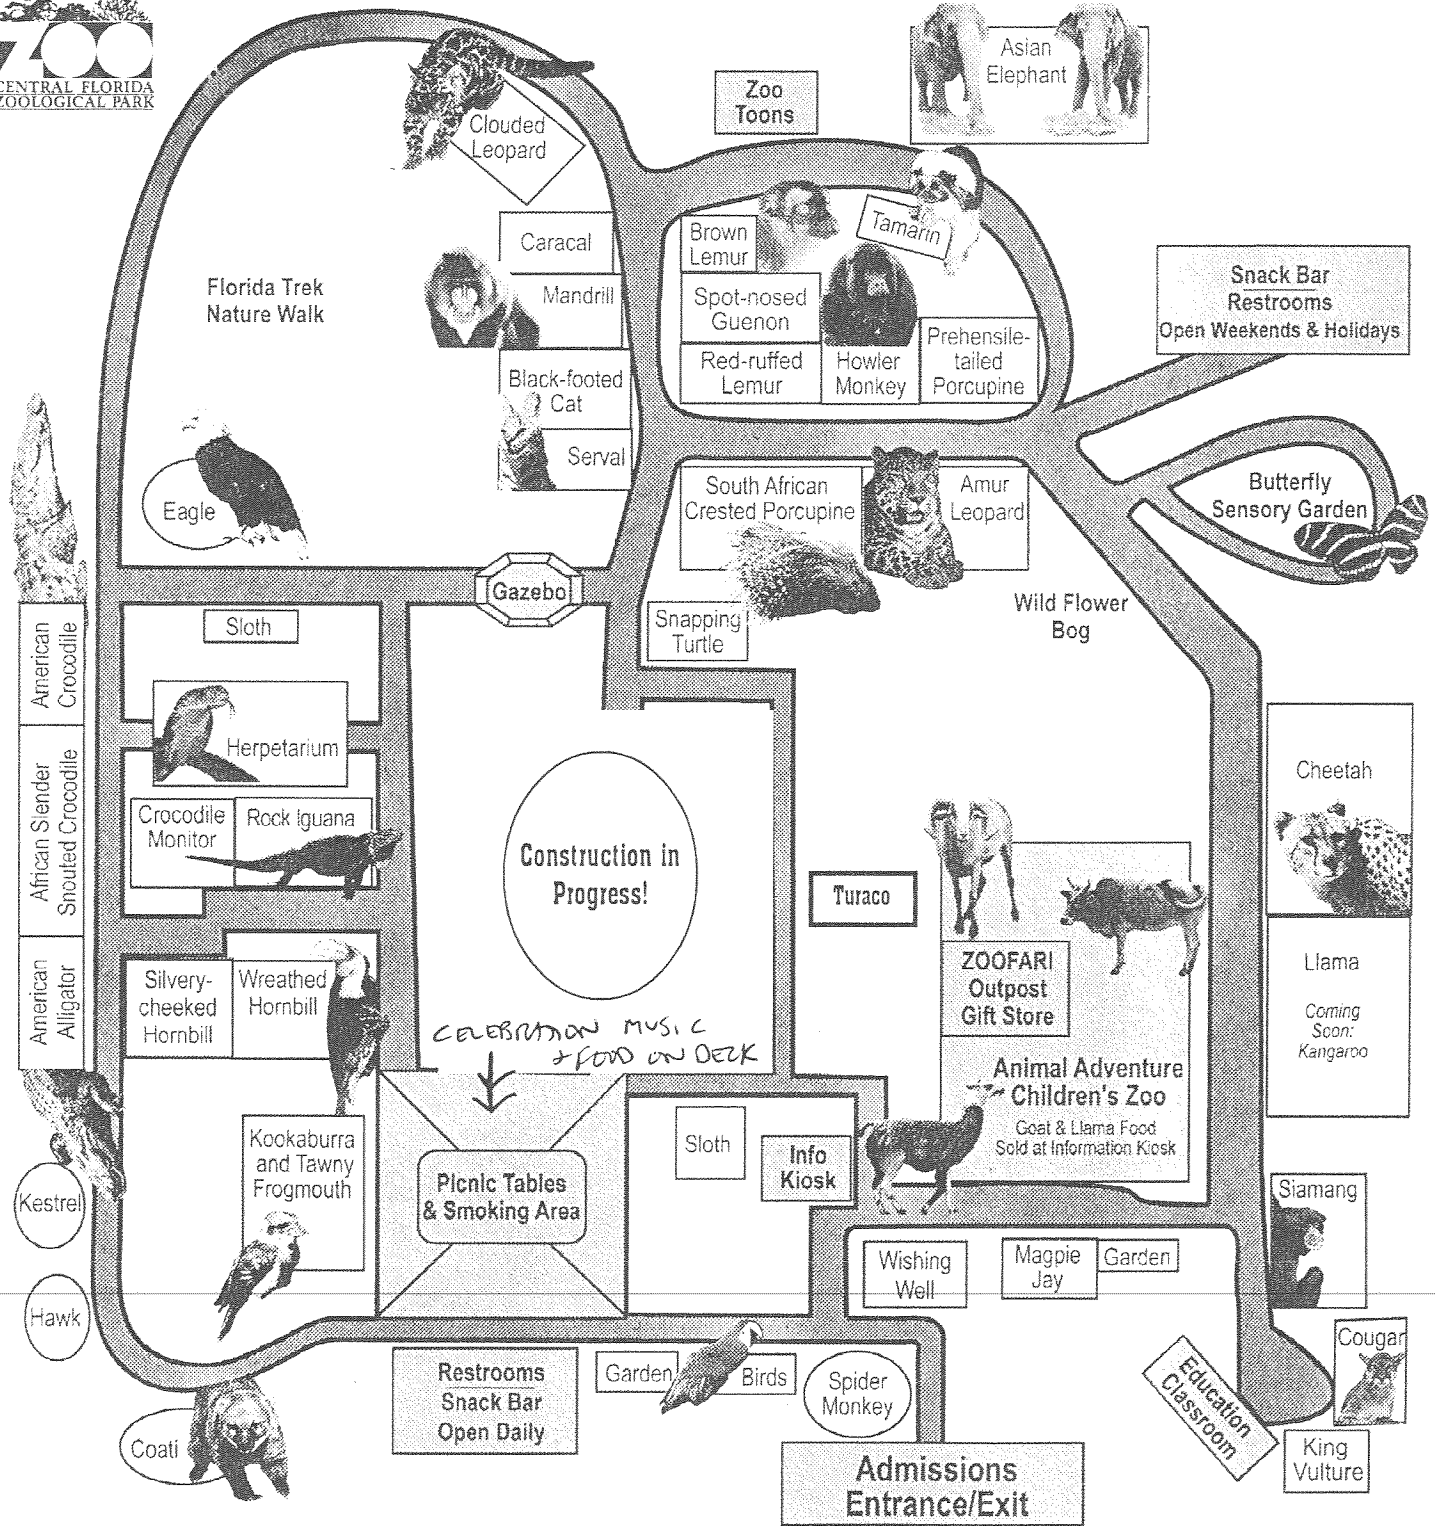 ZOO
CENTRAL FLORIDA
ZOOLOGICAL PARK
Asian
Elephant
Zoo
Toons
Clouded
Leopard
Caracal
Mandrill
Black-footed
Cat
Serval
Florida Trek
Nature Walk
Eagle
Brown
Lemur
Tamarin
Spot-nosed
Guenon
Red-ruffed
Lemur
Howler
Monkey
Prehensile-
tailed
Porcupine
Snack Bar
Restrooms
Open Weekends & Holidays
Butterfly
Sensory Garden
South African
Crested Porcupine
Amur
Leopard
Gazebo
Snapping
Turtle
Wild Flower
Bog
Sloth
American
Crocodile
Herpetarium
African Slender
Snouted Crocodile
Crocodile
Monitor
Rock Iguana
Construction in
Progress!
Turaco
Cheetah
ZOOFARI
Outpost
Gift Store
Llama
Coming
Soon:
Kangaroo
American
Alligator
Silvery-
cheeked
Hornbill
Wreathed
Hornbill
CELEBRATION MUSIC
+ FOOD ON DECK
Animal Adventure
Children's Zoo
Goat & Llama Food
Sold at Information Kiosk
Kookaburra
and Tawny
Frogmouth
Sloth
Info
Kiosk
Picnic Tables
& Smoking Area
Kestrel
Siamang
Wishing
Well
Magpie
Jay
Garden
Hawk
Cougar
Education
Classroom
Restrooms
Snack Bar
Open Daily
Garden
Birds
Spider
Monkey
Coati
King
Vulture
Admissions
Entrance/Exit